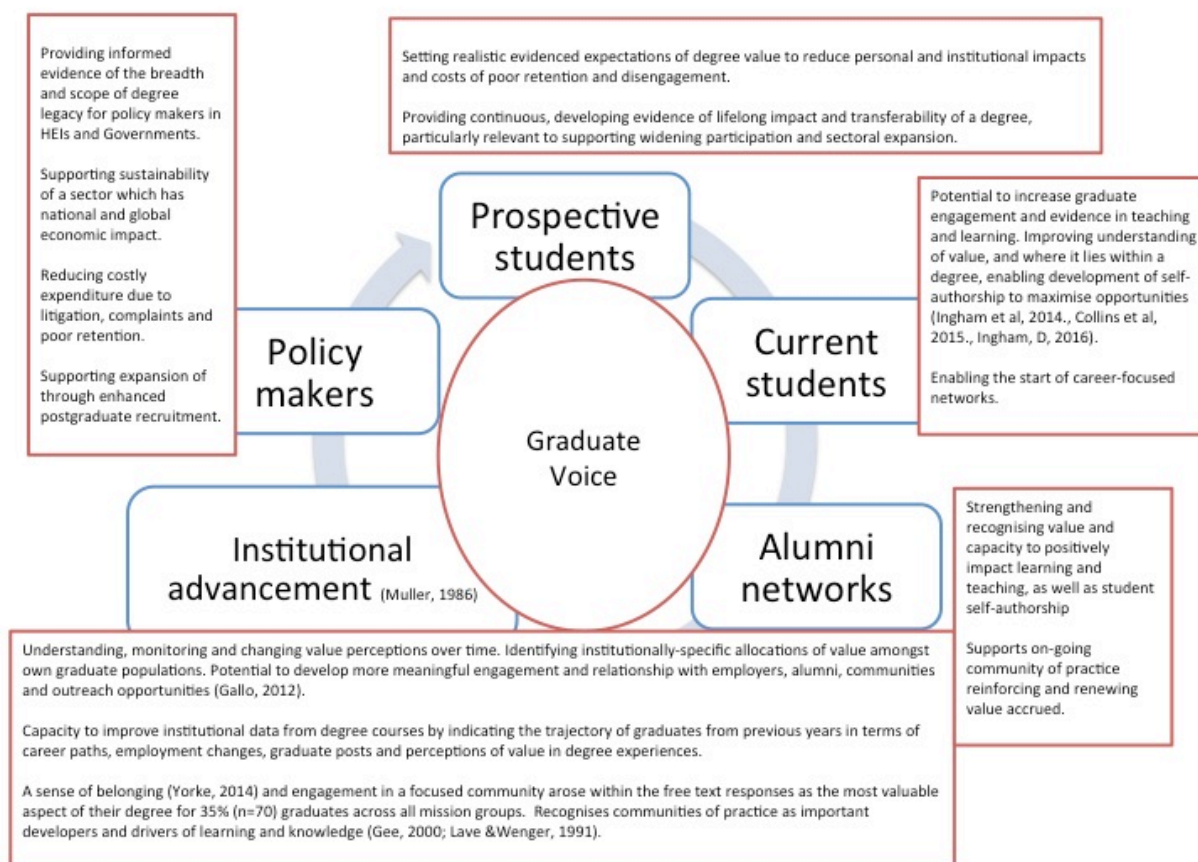 Providing informed
evidence of the breadth
and scope of degree
legacy for policy makers in
HEIs and Governments.
Supporting sustainability
of a sector which has
national and global
economic impact.
Reducing costly
expenditure due to
litigation, complaints and
poor retention.
Supporting expansion of
through enhanced
postgraduate recruitment.
Setting realistic evidenced expectations of degree value to reduce personal and institutional impacts
and costs of poor retention and disengagement.
Providing continuous, developing evidence of lifelong impact and transferability of a degree,
particularly relevant to supporting widening participation and sectoral expansion.
Prospective
students
Potential to increase graduate
engagement and evidence in teaching
and learning. Improving understanding
of value, and where it lies within a
degree, enabling development of self-
authorship to maximise opportunities
(Ingham et al, 2014., Collins et al,
2015., Ingham, D, 2016).
Enabling the start of career-focused
networks.
Current
students
Policy
makers
Graduate
Voice
Institutional
advancement (Muller, 1986)
Alumni
networks
Strengthening and
recognising value and
capacity to positively
impact learning and
teaching, as well as student
self-authorship
Supports on-going
community of practice
reinforcing and renewing
value accrued.
Understanding, monitoring and changing value perceptions over time. Identifying institutionally-specific allocations of value amongst
own graduate populations. Potential to develop more meaningful engagement and relationship with employers, alumni, communities
and outreach opportunities (Gallo, 2012).
Capacity to improve institutional data from degree courses by indicating the trajectory of graduates from previous years in terms of
career paths, employment changes, graduate posts and perceptions of value in degree experiences.
A sense of belonging (Yorke, 2014) and engagement in a focused community arose within the free text responses as the most valuable
aspect of their degree for 35% (n=70) graduates across all mission groups.  Recognises communities of practice as important
developers and drivers of learning and knowledge (Gee, 2000; Lave &Wenger, 1991).